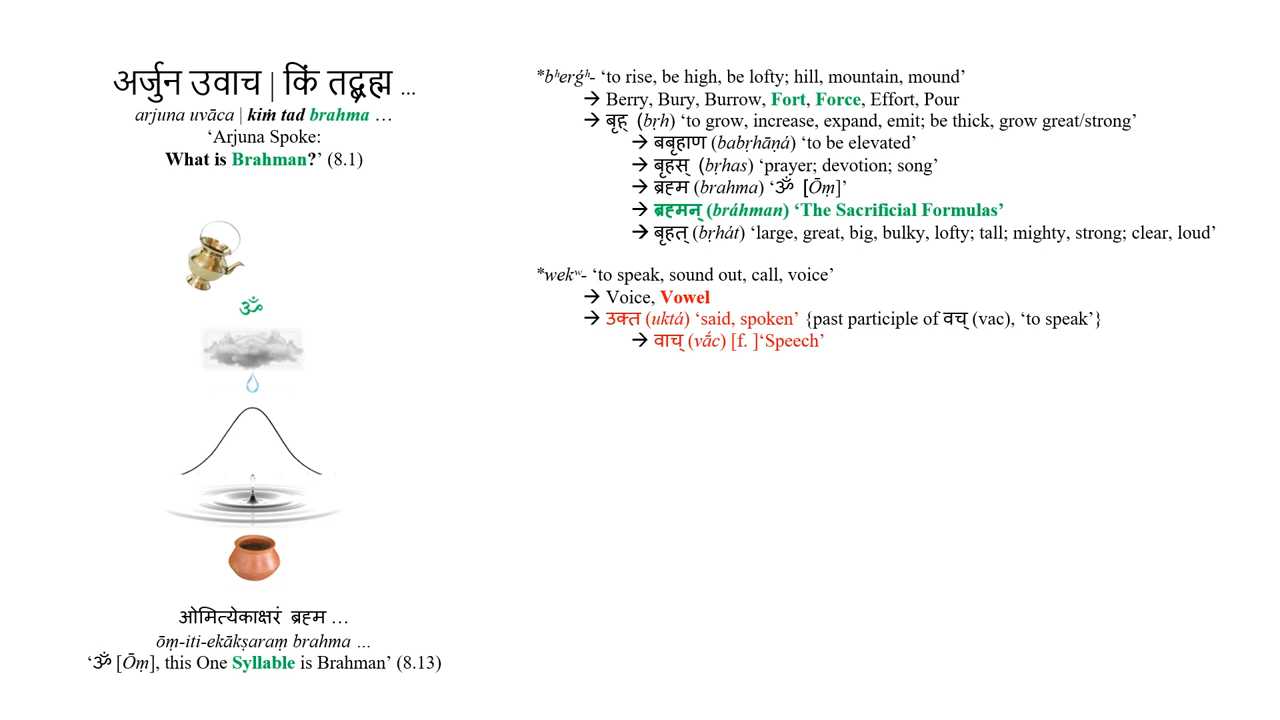 अर्जुन उवाच | किं तद्ब्रह्म ...
arjuna uvāca | kiṁ tad brahma …
‘Arjuna Spoke:
What is Brahman?’ (8.1)
ॐ
ओमित्येकाक्षरं ब्रह्म …
ōṃ-iti-ekākṣaraṃ brahma …
‘ॐ [Ōṃ], this One Syllable is Brahman’ (8.13)
*bʰerǵʰ- ‘to rise, be high, be lofty; hill, mountain, mound’
→ Berry, Bury, Burrow, Fort, Force, Effort, Pour
→ बृह् (bṛh) ‘to grow, increase, expand, emit; be thick, grow great/strong’
→ बबृहाण (babṛhāṇá) ‘to be elevated’
→ बृहस् (bṛhas) ‘prayer; devotion; song’
→ ब्रह्म (brahma) ‘ॐ [Ōṃ]’
→ ब्रह्मन् (bráhman) ‘The Sacrificial Formulas’
→ बृहत् (bṛhát) ‘large, great, big, bulky, lofty; tall; mighty, strong; clear, loud’
*wekʷ- ‘to speak, sound out, call, voice’
→ Voice, Vowel
→ उक्त (uktá) ‘said, spoken’ {past participle of वच् (vac), ‘to speak’}
→ वाच् (vā́c) [f. ]‘Speech’